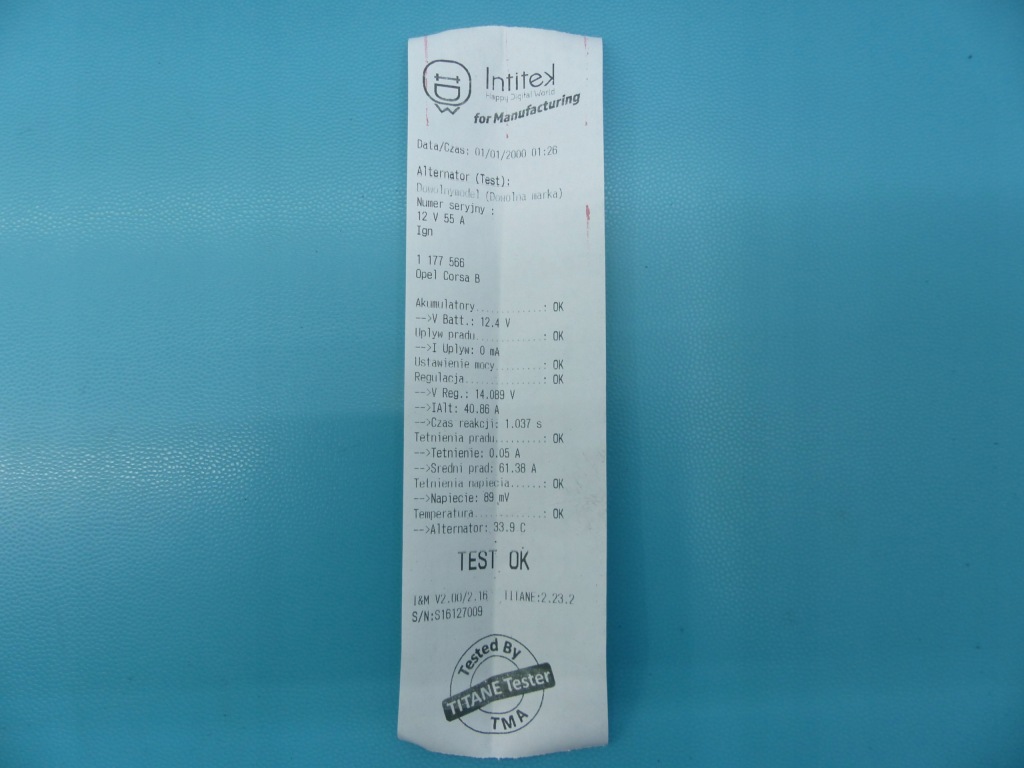 Intitek
Happy Digital World
for Manufacturing
Data/Czas: 01/01/2000 01:26
Alternator (Test):
Dowolnymodel (Dowolna marka)
Numer seryjny :
12 V 55 A
Ign
1 177 566
Opel Corsa B
Akumulatory............: OK
-->V Batt.: 12.4 V
Uplyw pradu............: OK
-->I Uplyw: 0 mA
Ustawienie mocy........: OK
Regulacja..............: OK
-->V Reg.: 14.089 V
-->IAlt: 40.86 A
-->Czas reakcji: 1.037 s
Tetnienia pradu........: OK
-->Tetnienie: 0.05 A
-->Sredni prad: 61.38 A
Tetnienia napiecia.....: OK
-->Napiecie: 89 mV
Temperatura............: OK
-->Alternator: 33.9 C
TEST OK
I&M V2.00/2.16 TITANE:2.23.2
S/N:S16127009
Tested By
TITANE Tester
TMA